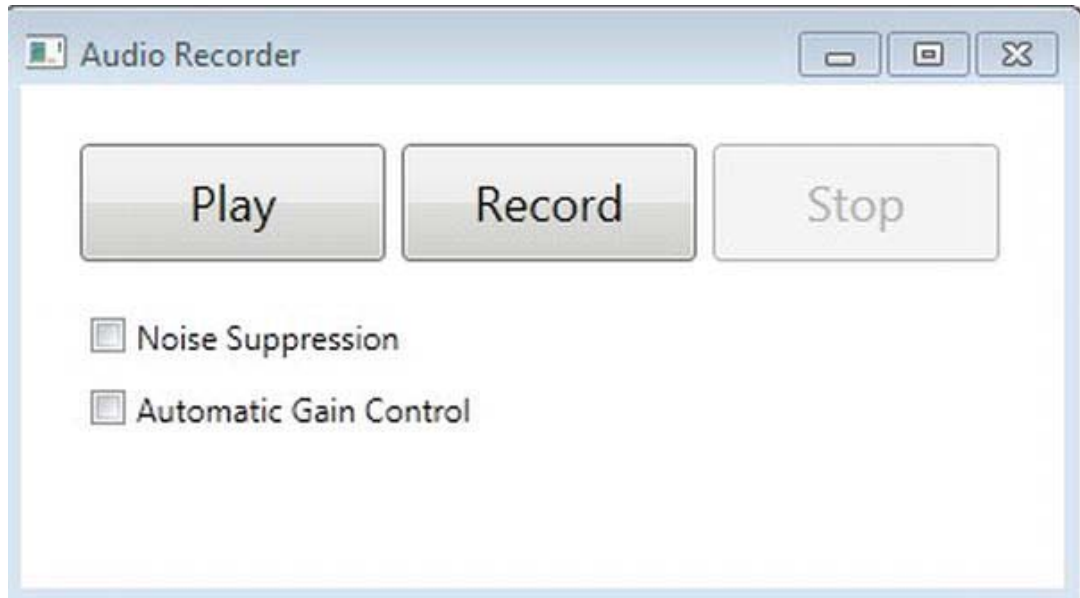 Audio Recorder
Play Record Stop
Noise Suppression
Automatic Gain Control